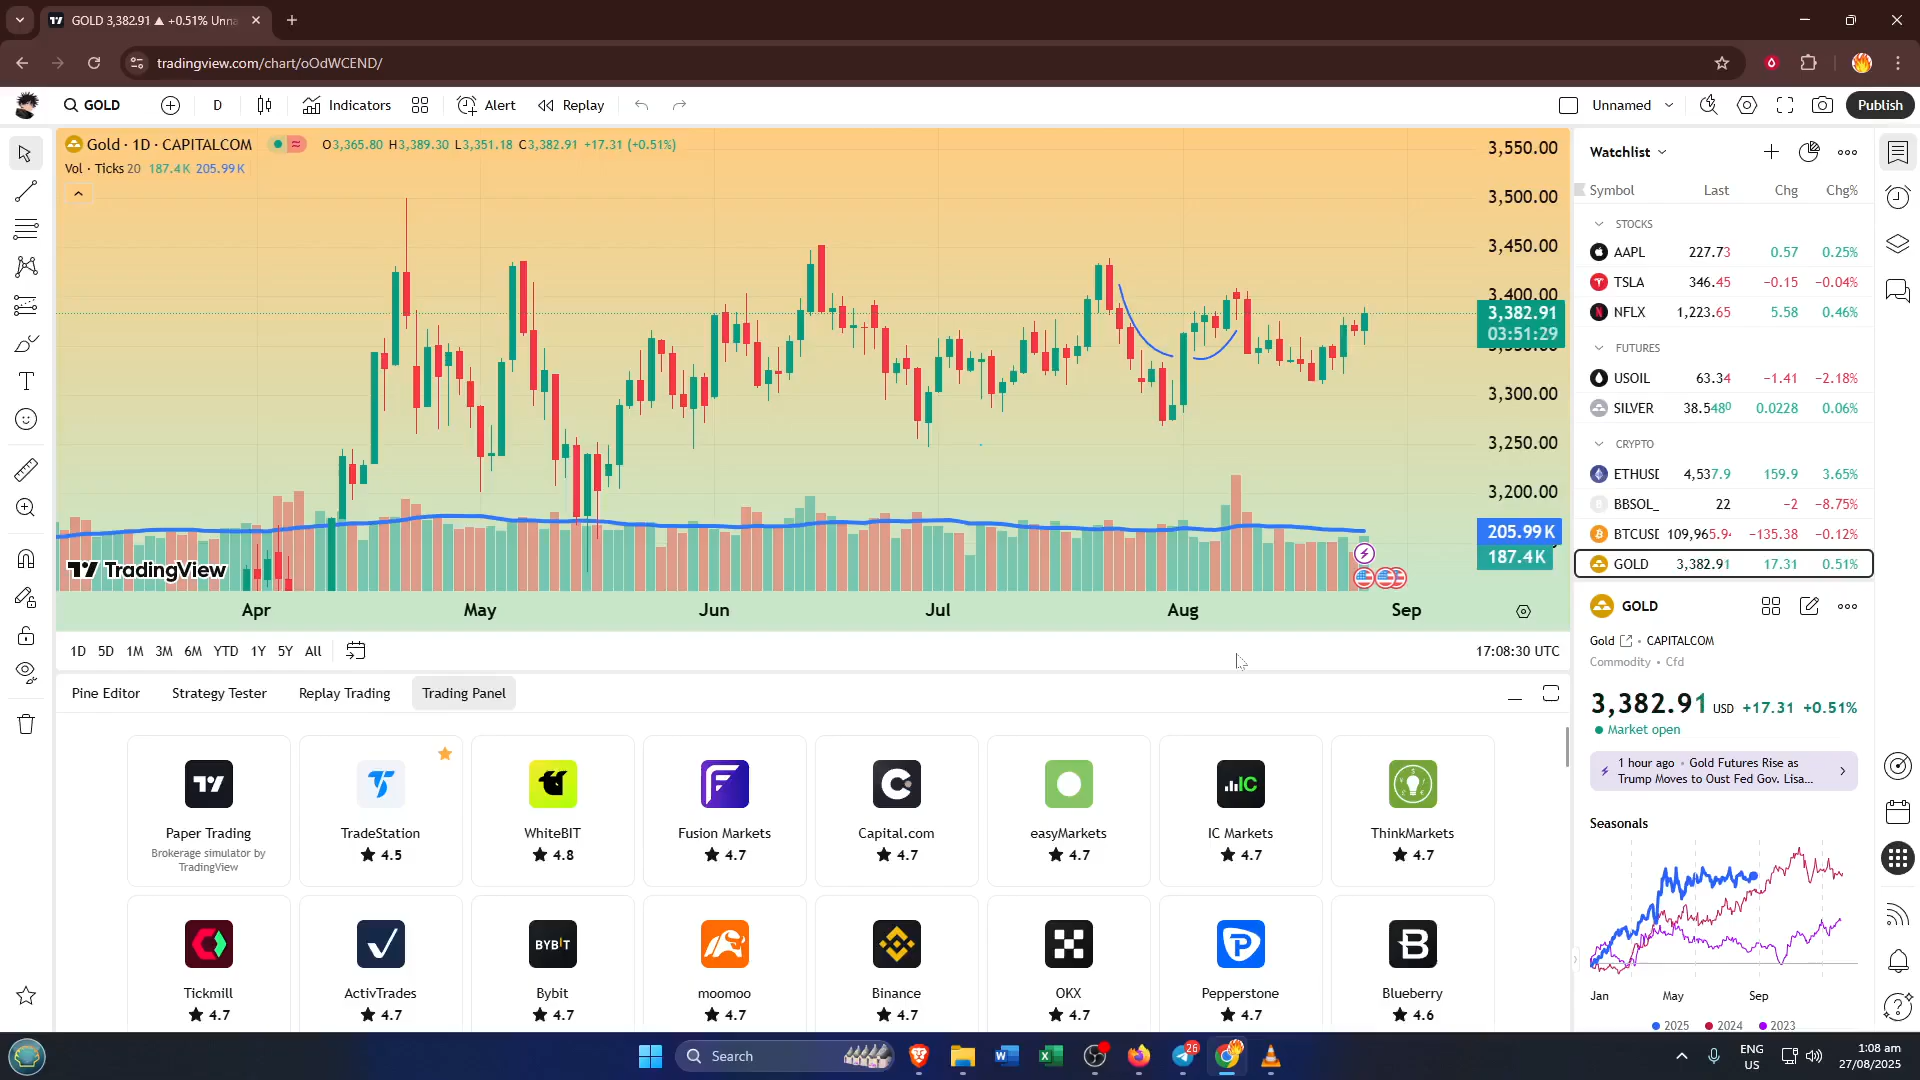 GOLD 3,382.91 ▲ +0.51% Unna
tradingview.com/chart/oOdWCEND/
GOLD
D
Indicators
Alert
Replay
Unnamed
Publish
Gold · 1D · CAPITALCOM
O3,365.80 H3,389.30 L3,351.18 C3,382.91 +17.31 (+0.51%)
Vol · Ticks 20 187.4K 205.99K
3,550.00
3,500.00
3,450.00
3,400.00
3,382.91
03:51:29
3,300.00
3,250.00
3,200.00
205.99K
187.4K
TradingView
Apr
May
Jun
Jul
Aug
Sep
1D 5D 1M 3M 6M YTD 1Y 5Y All
17:08:30 UTC
Pine Editor
Strategy Tester
Replay Trading
Trading Panel
Paper Trading
Brokerage simulator by
TradingView
TradeStation
4.5
WhiteBIT
4.8
Fusion Markets
4.7
Capital.com
4.7
easyMarkets
4.7
IC
IC Markets
4.7
ThinkMarkets
4.7
Tickmill
4.7
ActivTrades
4.7
BYBIT
Bybit
4.7
moomoo
4.7
Binance
4.7
OKX
4.7
Pepperstone
4.7
Blueberry
4.6
Watchlist
Symbol Last Chg Chg%
STOCKS
AAPL 227.73 0.57 0.25%
TSLA 346.45 −0.15 −0.04%
NFLX 1,223.65 5.58 0.46%
FUTURES
USOIL 63.34 −1.41 −2.18%
SILVER 38.5480 0.0228 0.06%
CRYPTO
ETHUSD 4,537.9 159.9 3.65%
BBSOL_ 22 −2 −8.75%
BTCUSD 109,965.9 −135.38 −0.12%
GOLD 3,382.91 17.31 0.51%
GOLD
Gold • CAPITALCOM
Commodity • Cfd
3,382.91 USD +17.31 +0.51%
Market open
1 hour ago • Gold Futures Rise as
Trump Moves to Oust Fed Gov. Lisa...
Seasonals
Jan May Sep
2025 2024 2023
Search
26
ENG
US
1:08 am
27/08/2025